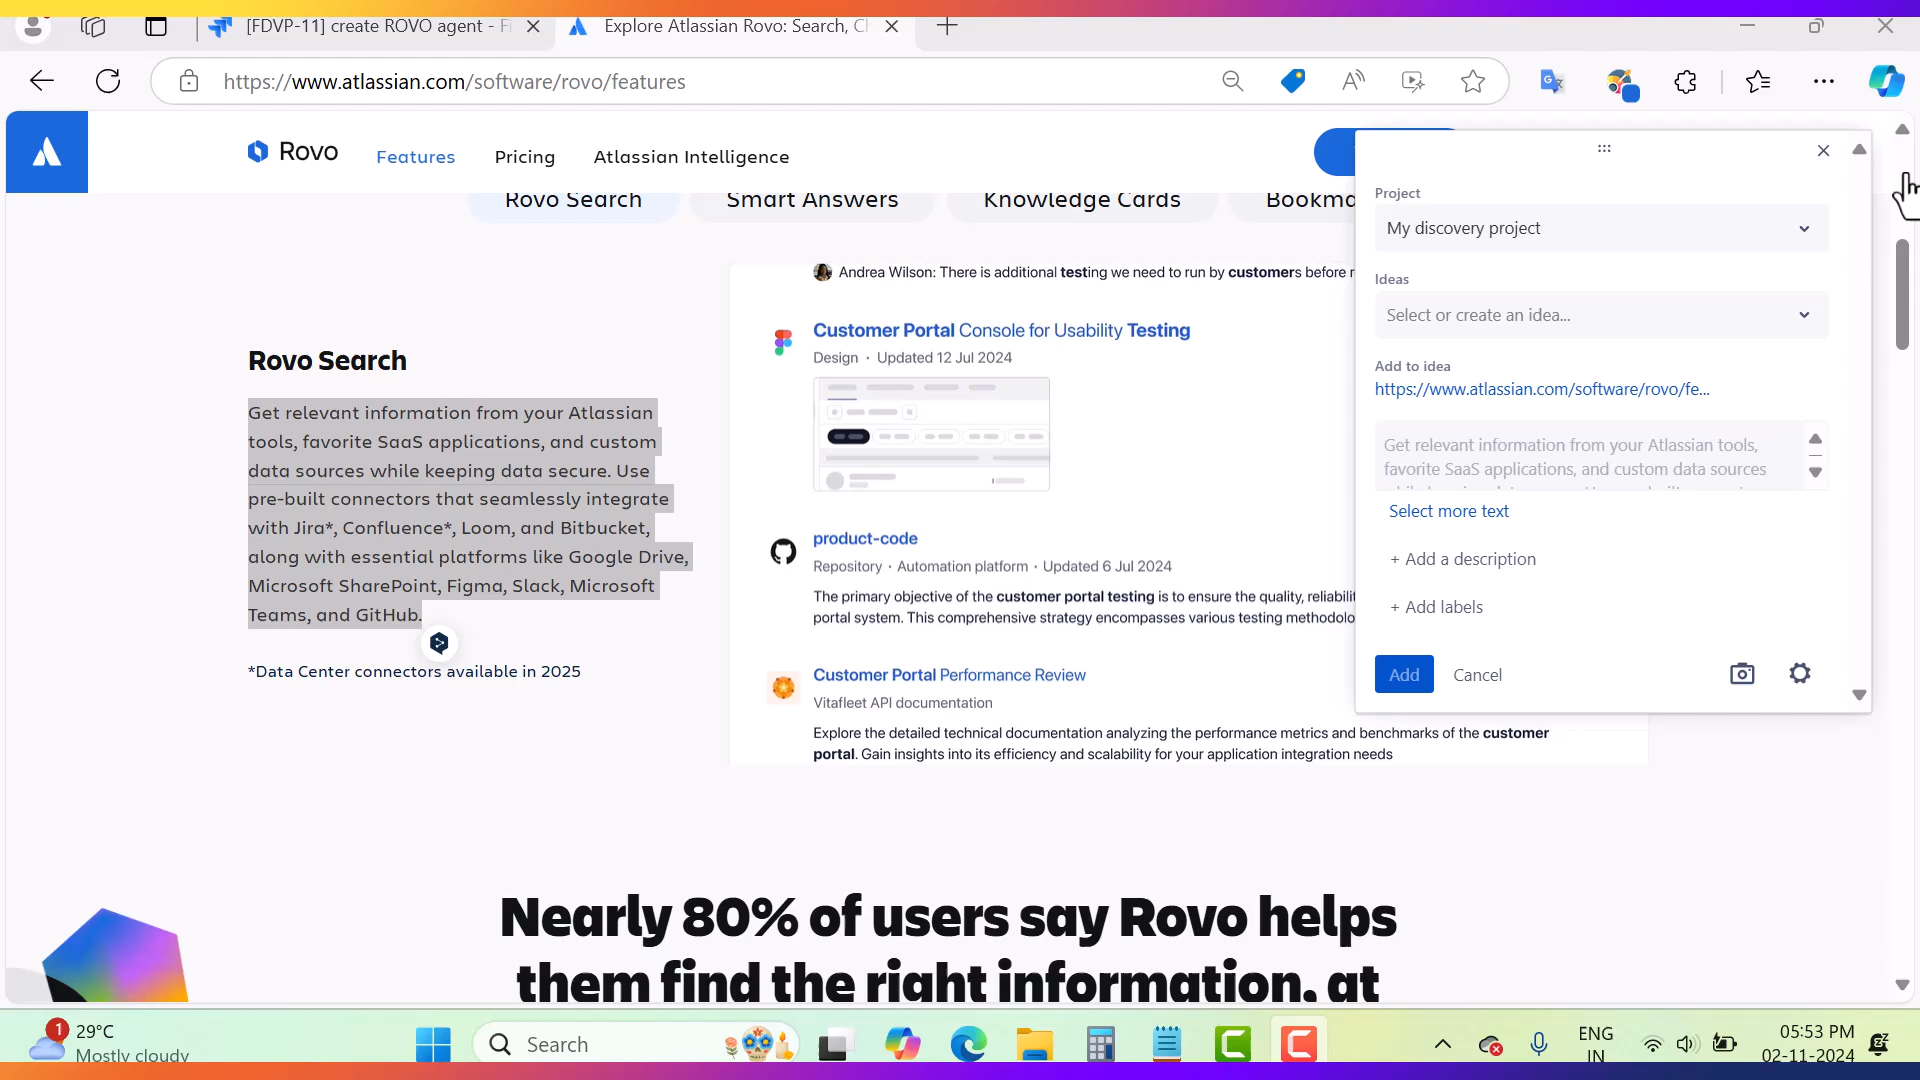 [FDVP-11] create ROVO agent - Fi
Explore Atlassian Rovo: Search, Ch
https://www.atlassian.com/software/rovo/features
Rovo
Features
Pricing
Atlassian Intelligence
Rovo Search
Smart Answers
Knowledge Cards
Bookma
Rovo Search
Get relevant information from your Atlassian
tools, favorite SaaS applications, and custom
data sources while keeping data secure. Use
pre-built connectors that seamlessly integrate
with Jira*, Confluence*, Loom, and Bitbucket,
along with essential platforms like Google Drive,
Microsoft SharePoint, Figma, Slack, Microsoft
Teams, and GitHub.
*Data Center connectors available in 2025
Andrea Wilson: There is additional testing we need to run by customers before r
Customer Portal Console for Usability Testing
Design · Updated 12 Jul 2024
product-code
Repository · Automation platform · Updated 6 Jul 2024
The primary objective of the customer portal testing is to ensure the quality, reliabilit
portal system. This comprehensive strategy encompasses various testing methodolo
Customer Portal Performance Review
Vitafleet API documentation
Explore the detailed technical documentation analyzing the performance metrics and benchmarks of the customer
portal. Gain insights into its efficiency and scalability for your application integration needs
Project
My discovery project
Ideas
Select or create an idea...
Add to idea
https://www.atlassian.com/software/rovo/fe...
Get relevant information from your Atlassian tools,
favorite SaaS applications, and custom data sources
Select more text
+ Add a description
+ Add labels
Add
Cancel
Nearly 80% of users say Rovo helps
them find the right information, at
1
29°C
Mostly cloudy
Search
ENG
IN
05:53 PM
02-11-2024